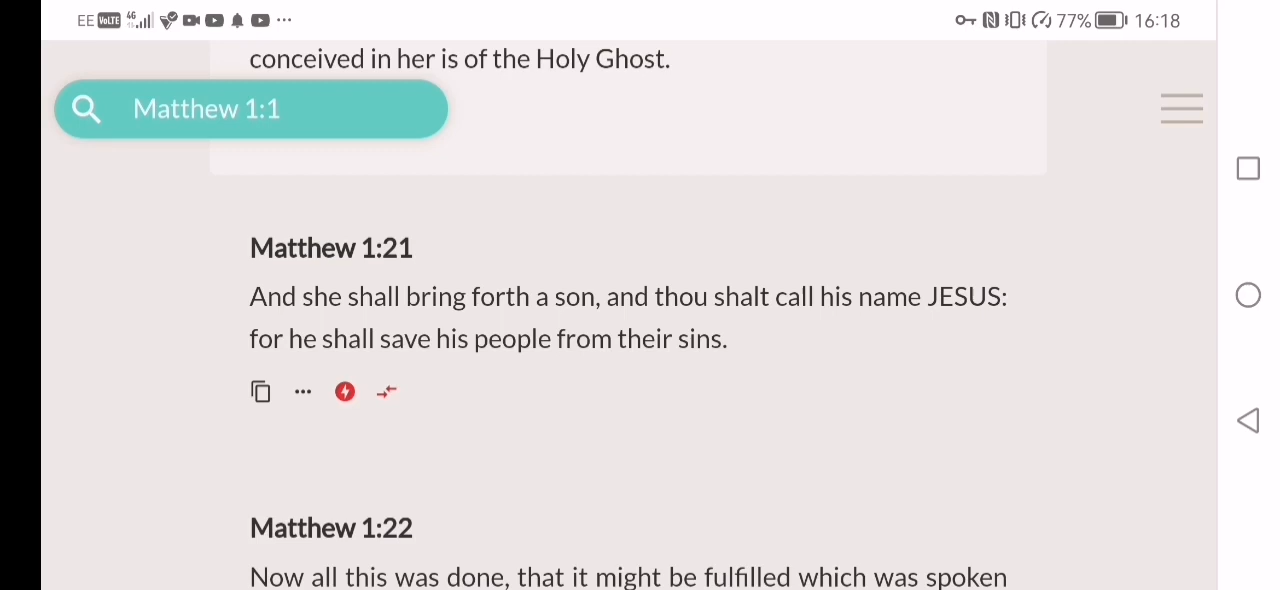 EE VoLTE 4G 77% 16:18
conceived in her is of the Holy Ghost.
Matthew 1:1
Matthew 1:21
And she shall bring forth a son, and thou shalt call his name JESUS:
for he shall save his people from their sins.
Matthew 1:22
Now all this was done, that it might be fulfilled which was spoken